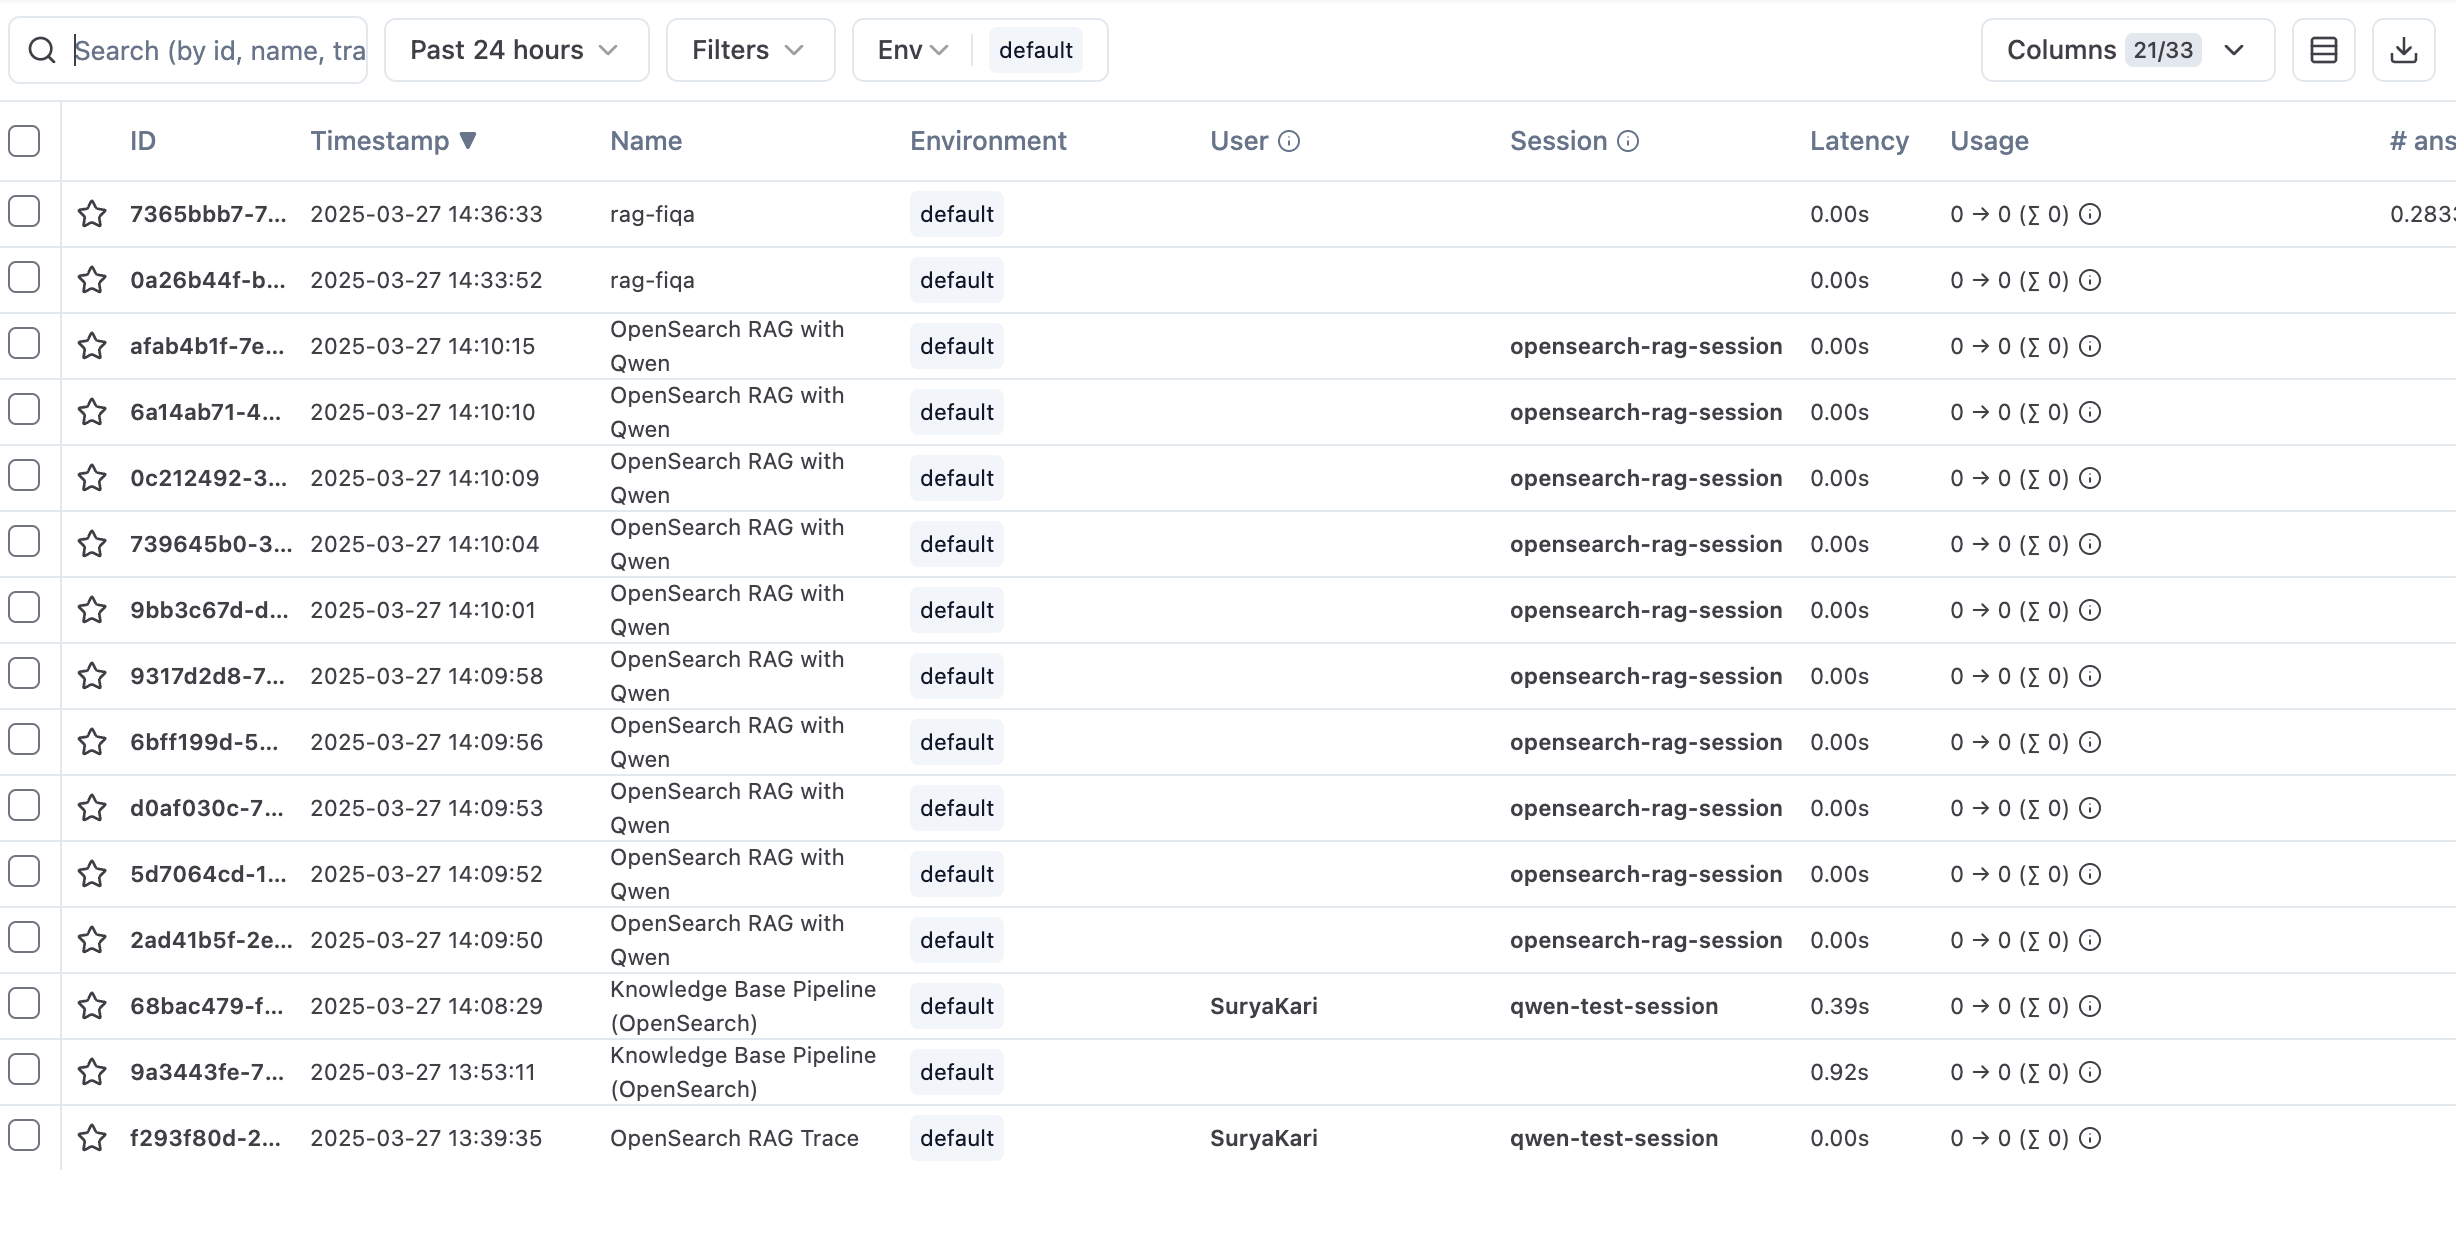 Search (by id, name, tra
Past 24 hours
Filters
Env
default
Columns 21/33
ID Timestamp ▼ Name Environment User Session Latency Usage # ans
7365bbb7-7... 2025-03-27 14:36:33 rag-fiqa default 0.00s 0 → 0 (∑ 0) 0.283
0a26b44f-b... 2025-03-27 14:33:52 rag-fiqa default 0.00s 0 → 0 (∑ 0)
afab4b1f-7e... 2025-03-27 14:10:15 OpenSearch RAG with Qwen default opensearch-rag-session 0.00s 0 → 0 (∑ 0)
6a14ab71-4... 2025-03-27 14:10:10 OpenSearch RAG with Qwen default opensearch-rag-session 0.00s 0 → 0 (∑ 0)
0c212492-3... 2025-03-27 14:10:09 OpenSearch RAG with Qwen default opensearch-rag-session 0.00s 0 → 0 (∑ 0)
739645b0-3... 2025-03-27 14:10:04 OpenSearch RAG with Qwen default opensearch-rag-session 0.00s 0 → 0 (∑ 0)
9bb3c67d-d... 2025-03-27 14:10:01 OpenSearch RAG with Qwen default opensearch-rag-session 0.00s 0 → 0 (∑ 0)
9317d2d8-7... 2025-03-27 14:09:58 OpenSearch RAG with Qwen default opensearch-rag-session 0.00s 0 → 0 (∑ 0)
6bff199d-5... 2025-03-27 14:09:56 OpenSearch RAG with Qwen default opensearch-rag-session 0.00s 0 → 0 (∑ 0)
d0af030c-7... 2025-03-27 14:09:53 OpenSearch RAG with Qwen default opensearch-rag-session 0.00s 0 → 0 (∑ 0)
5d7064cd-1... 2025-03-27 14:09:52 OpenSearch RAG with Qwen default opensearch-rag-session 0.00s 0 → 0 (∑ 0)
2ad41b5f-2e... 2025-03-27 14:09:50 OpenSearch RAG with Qwen default opensearch-rag-session 0.00s 0 → 0 (∑ 0)
68bac479-f... 2025-03-27 14:08:29 Knowledge Base Pipeline (OpenSearch) default SuryaKari qwen-test-session 0.39s 0 → 0 (∑ 0)
9a3443fe-7... 2025-03-27 13:53:11 Knowledge Base Pipeline (OpenSearch) default 0.92s 0 → 0 (∑ 0)
f293f80d-2... 2025-03-27 13:39:35 OpenSearch RAG Trace default SuryaKari qwen-test-session 0.00s 0 → 0 (∑ 0)